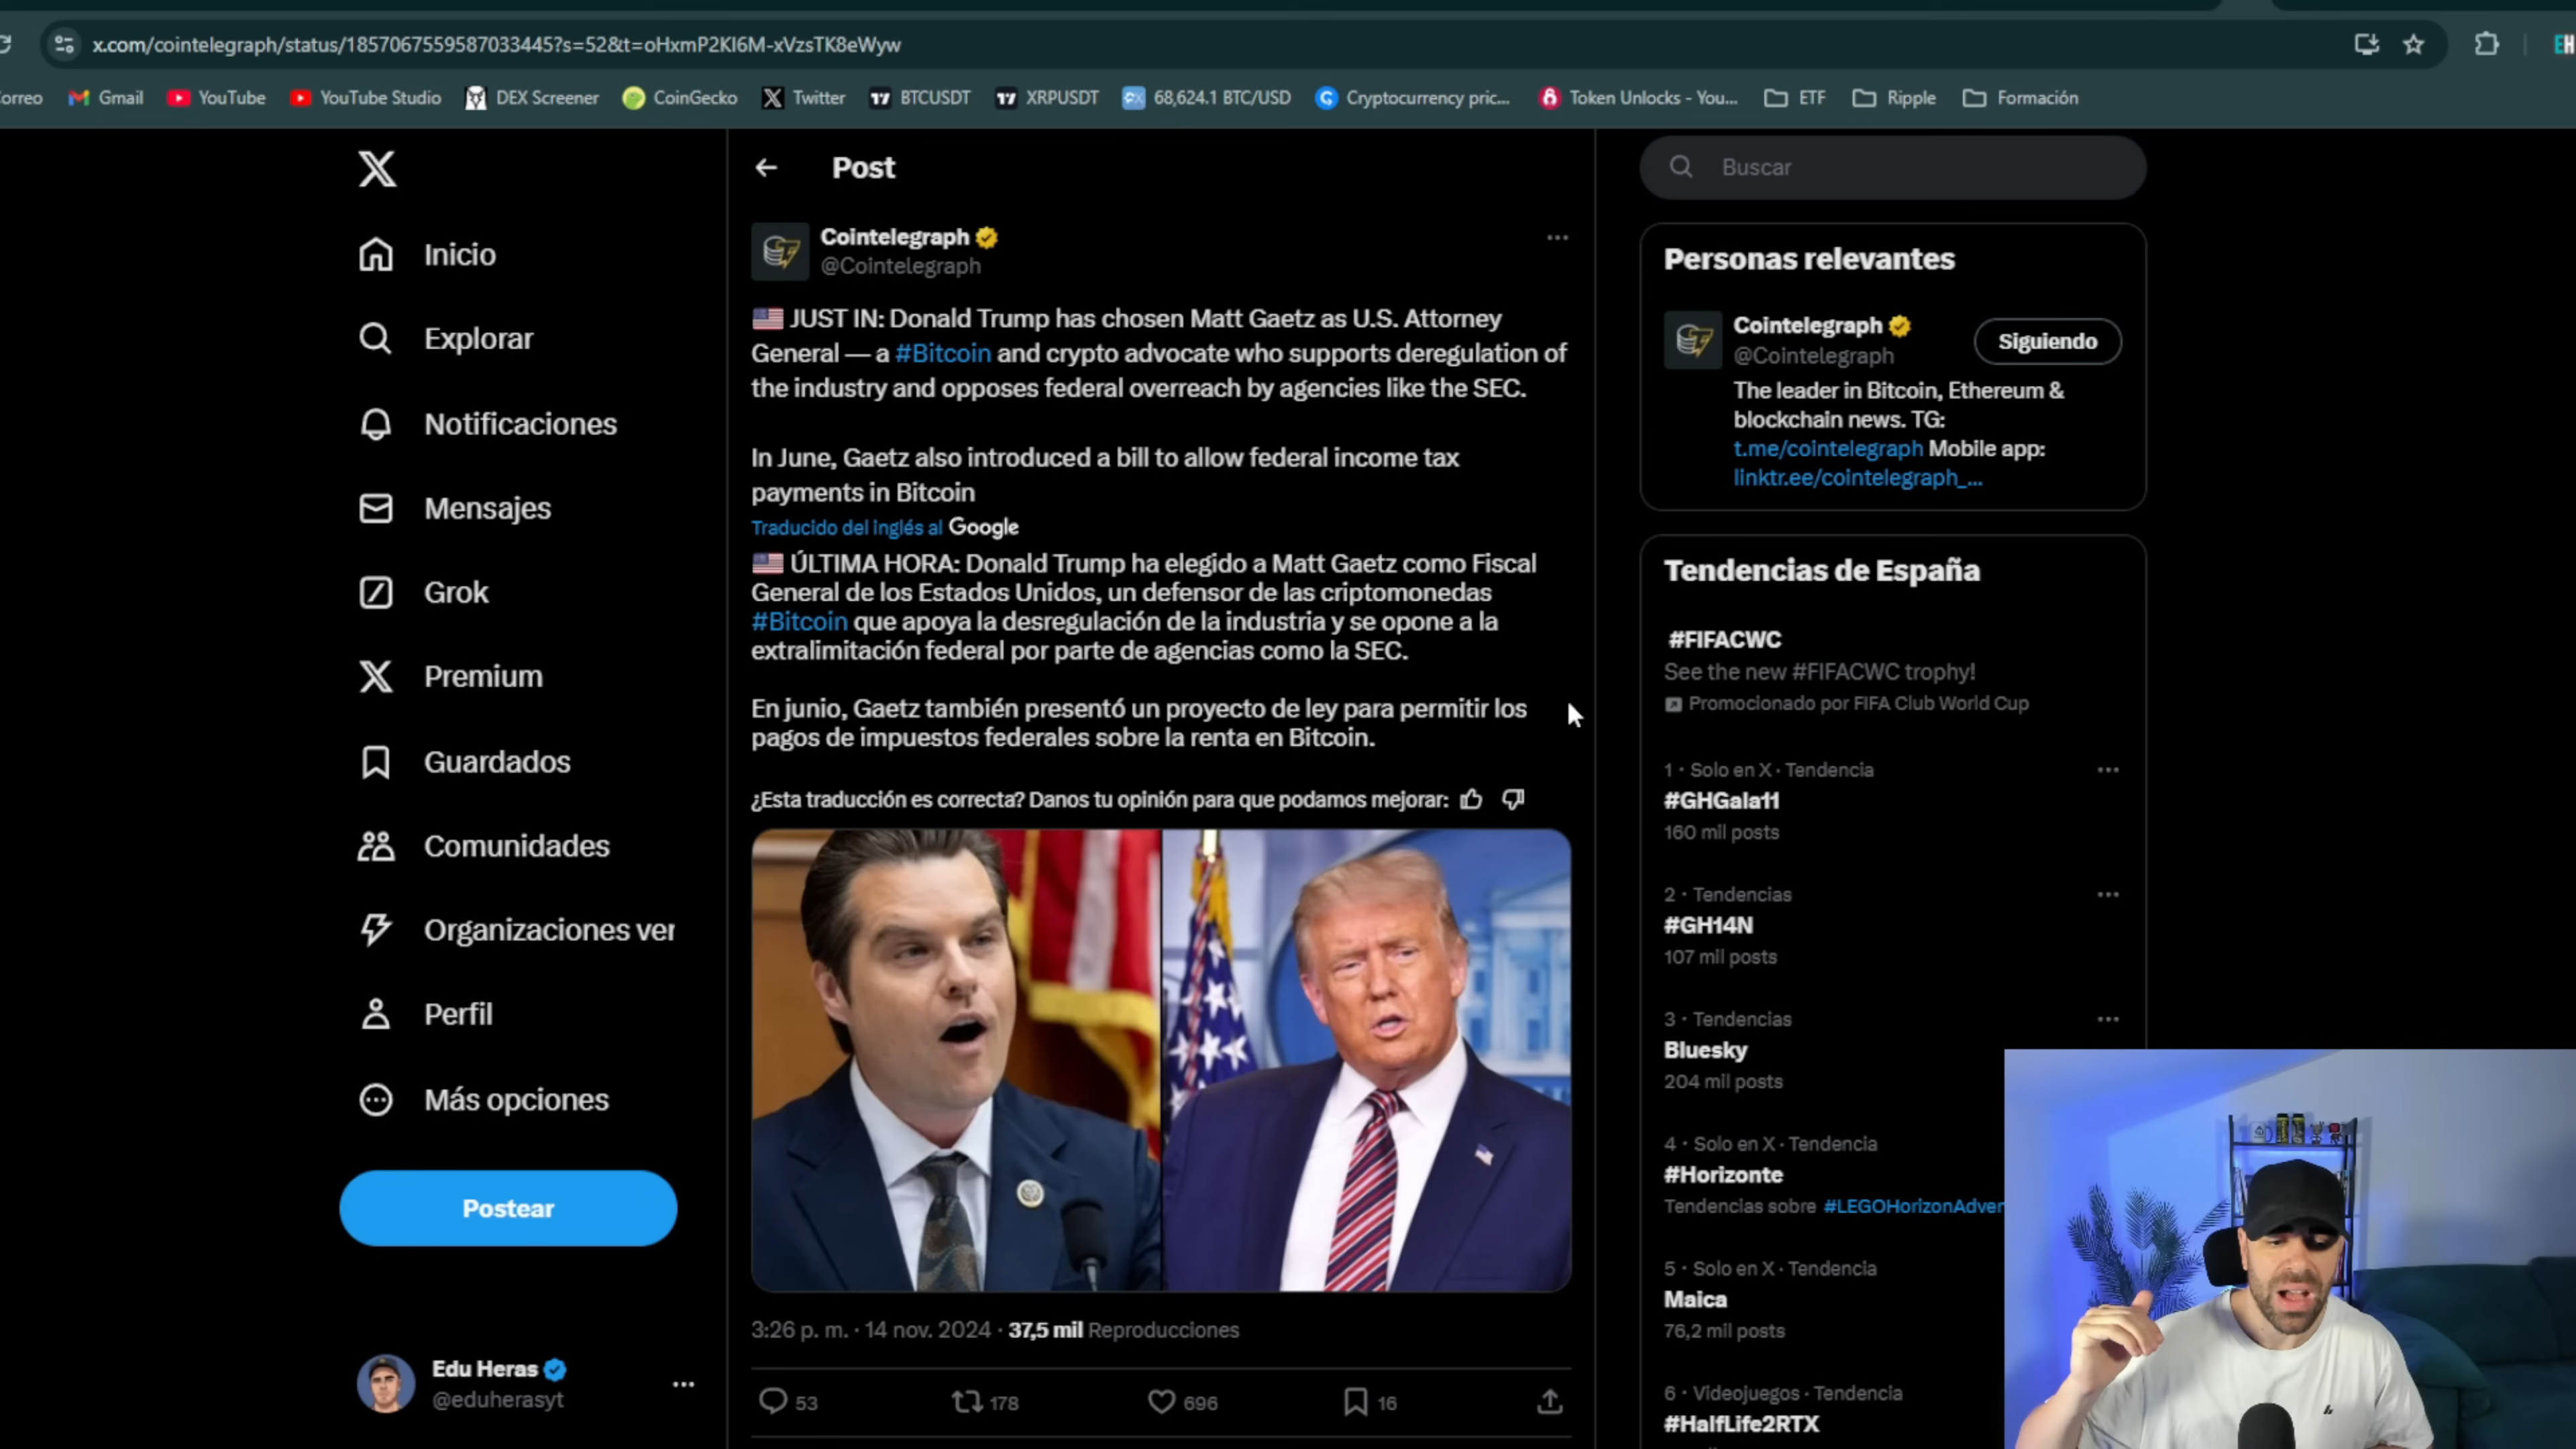 x.com/cointelegraph/status/1857067559587033445?s=52&t=oHxmP2KI6M-xVzsTK8eWyw
orreo Gmail YouTube YouTube Studio DEX Screener CoinGecko Twitter BTCUSDT XRPUSDT 68,624.1 BTC/USD Cryptocurrency pric... Token Unlocks - You... ETF Ripple Formación
Inicio
Explorar
Notificaciones
Mensajes
Grok
Premium
Guardados
Comunidades
Organizaciones ver
Perfil
Más opciones
Postear
Edu Heras
@eduherasyt
Post
Cointelegraph
@Cointelegraph
🇺🇸 JUST IN: Donald Trump has chosen Matt Gaetz as U.S. Attorney
General — a #Bitcoin and crypto advocate who supports deregulation of
the industry and opposes federal overreach by agencies like the SEC.
In June, Gaetz also introduced a bill to allow federal income tax
payments in Bitcoin
Traducido del inglés al Google
🇺🇸 ÚLTIMA HORA: Donald Trump ha elegido a Matt Gaetz como Fiscal
General de los Estados Unidos, un defensor de las criptomonedas
#Bitcoin que apoya la desregulación de la industria y se opone a la
extralimitación federal por parte de agencias como la SEC.
En junio, Gaetz también presentó un proyecto de ley para permitir los
pagos de impuestos federales sobre la renta en Bitcoin.
¿Esta traducción es correcta? Danos tu opinión para que podamos mejorar:
3:26 p. m. · 14 nov. 2024 · 37,5 mil Reproducciones
53 178 696 16
Buscar
Personas relevantes
Cointelegraph
@Cointelegraph
Siguiendo
The leader in Bitcoin, Ethereum &
blockchain news. TG:
t.me/cointelegraph Mobile app:
linktr.ee/cointelegraph_...
Tendencias de España
#FIFACWC
See the new #FIFACWC trophy!
Promocionado por FIFA Club World Cup
1 · Solo en X · Tendencia
#GHGala11
160 mil posts
2 · Tendencias
#GH14N
107 mil posts
3 · Tendencias
Bluesky
204 mil posts
4 · Solo en X · Tendencia
#Horizonte
Tendencias sobre #LEGOHorizonAdver
5 · Solo en X · Tendencia
Maica
76,2 mil posts
6 · Videojuegos · Tendencia
#HalfLife2RTX